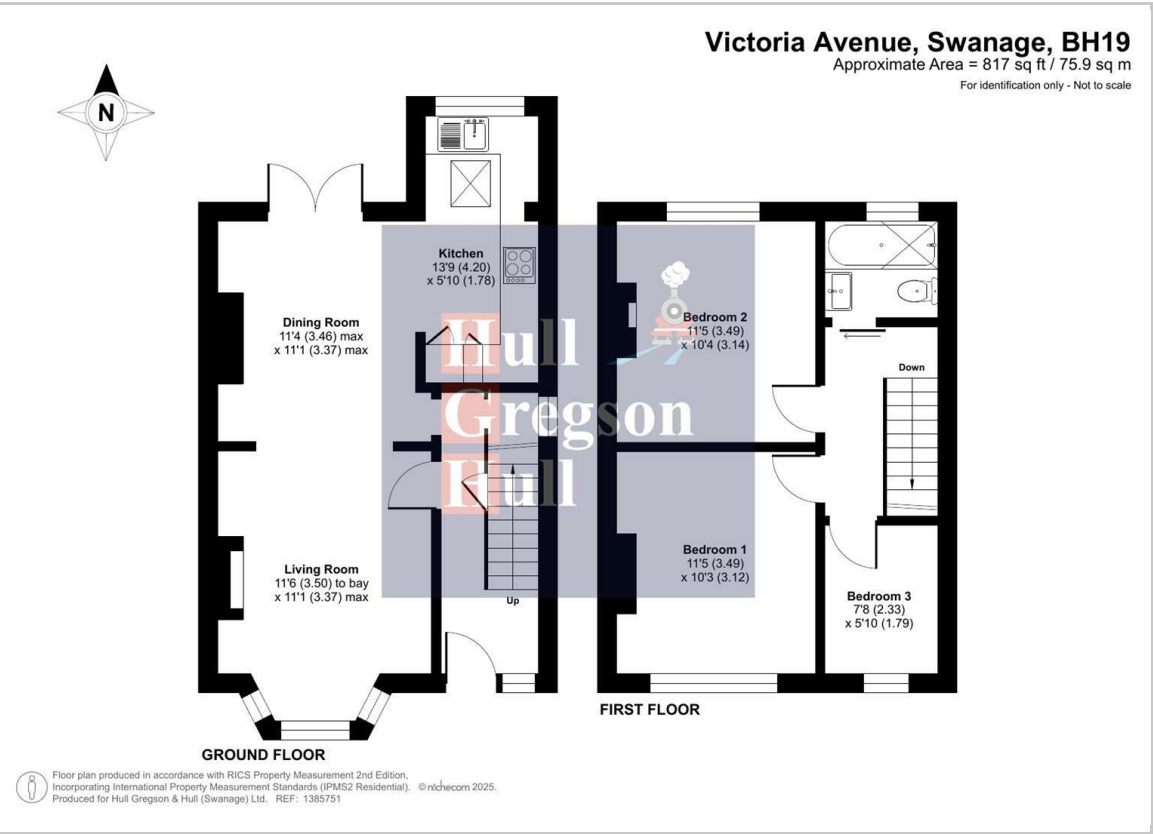 Victoria Avenue, Swanage, BH19
Approximate Area = 817 sq ft / 75.9 sq m
For identification only - Not to scale
N
Kitchen
13'9 (4.20)
x 5'10 (1.78)
Dining Room
11'4 (3.46) max
x 11'1 (3.37) max
Living Room
11'6 (3.50) to bay
x 11'1 (3.37) max
Up
GROUND FLOOR
Hull
Gregson
Hull
Bedroom 2
11'5 (3.49)
x 10'4 (3.14)
Down
Bedroom 1
11'5 (3.49)
x 10'3 (3.12)
Bedroom 3
7'8 (2.33)
x 5'10 (1.79)
FIRST FLOOR
Floor plan produced in accordance with RICS Property Measurement 2nd Edition,
Incorporating International Property Measurement Standards (IPMS2 Residential). © nichecom 2025.
Produced for Hull Gregson & Hull (Swanage) Ltd. REF: 1385751